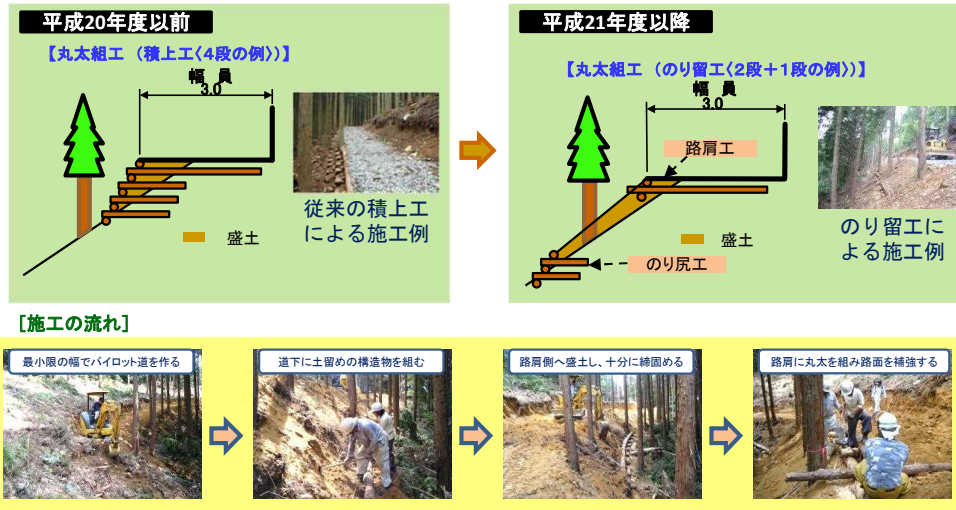 平成20年度以前
【丸太組工（積上工〈4段の例〉）】
幅 員
3.0
盛土
従来の積上工
による施工例
平成21年度以降
【丸太組工（のり留工〈2段＋1段の例〉）】
幅 員
3.0
路肩工
盛土
のり尻工
のり留工に
よる施工例
［施工の流れ］
最小限の幅でパイロット道を作る
道下に土留めの構造物を組む
路肩側へ盛土し、十分に締固める
路肩に丸太を組み路面を補強する